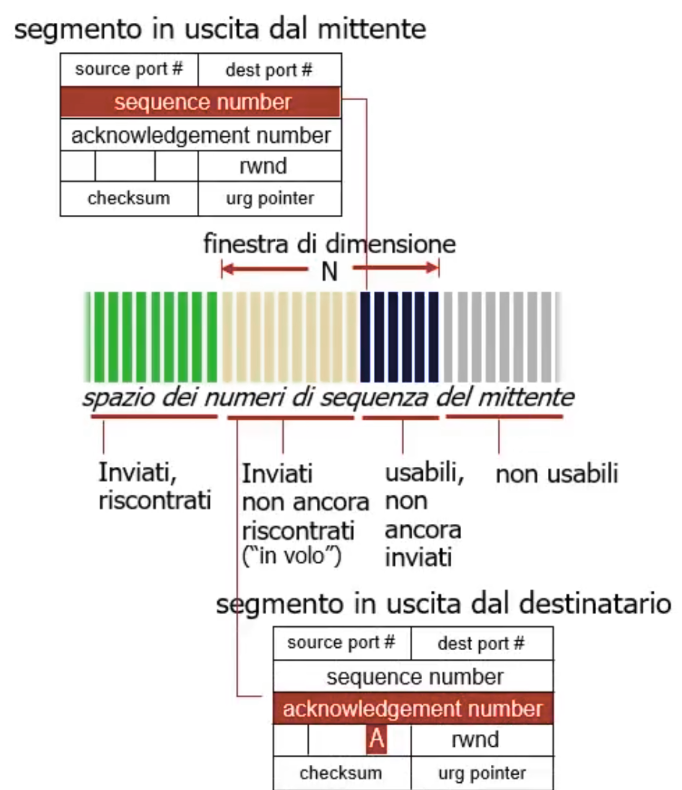 segmento in uscita dal mittente
source port # dest port #
sequence number
acknowledgement number
rwnd
checksum urg pointer
finestra di dimensione
N
spazio dei numeri di sequenza del mittente
Inviati,
riscontrati
Inviati
non ancora
riscontrati
("in volo")
usabili,
non
ancora
inviati
non usabili
segmento in uscita dal destinatario
source port # dest port #
sequence number
acknowledgement number
A rwnd
checksum urg pointer